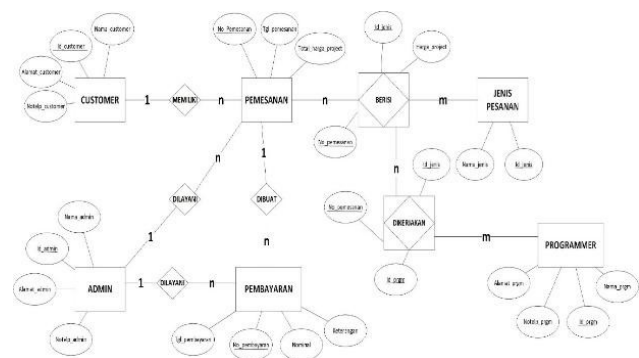 Nama_customer
Id_customer
Alamat_customer
Notelp_customer
CUSTOMER
1
MEMILIKI
n
No_Pemesanan
Tgl_pemesanan
Total_harga_project
PEMESANAN
n
Id_jenis
Harga_project
BERISI
No_pemesanan
m
JENIS
PESANAN
Nama_jenis
Id_jenis
n
DILAYANI
1
1
DIBUAT
n
n
No_pemesanan
Id_jenis
DIKERJAKAN
Id_prgm
m
PROGRAMMER
Alamat_prgm
Notelp_prgm
Id_prgm
Nama_prgm
Nama_admin
Id_admin
Alamat_admin
Notelp_admin
ADMIN
1
DILAYANI
n
PEMBAYARAN
Tgl_pembayaran
No_pembayaran
Nominal
Keterangan